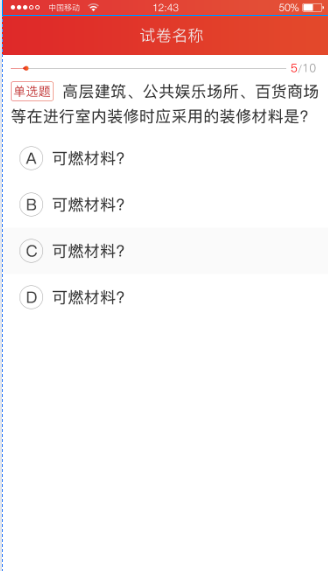 中国移动 12:43 50%
试卷名称
5/10
单选题 高层建筑、公共娱乐场所、百货商场
等在进行室内装修时应采用的装修材料是?
A 可燃材料?
B 可燃材料?
C 可燃材料?
D 可燃材料?